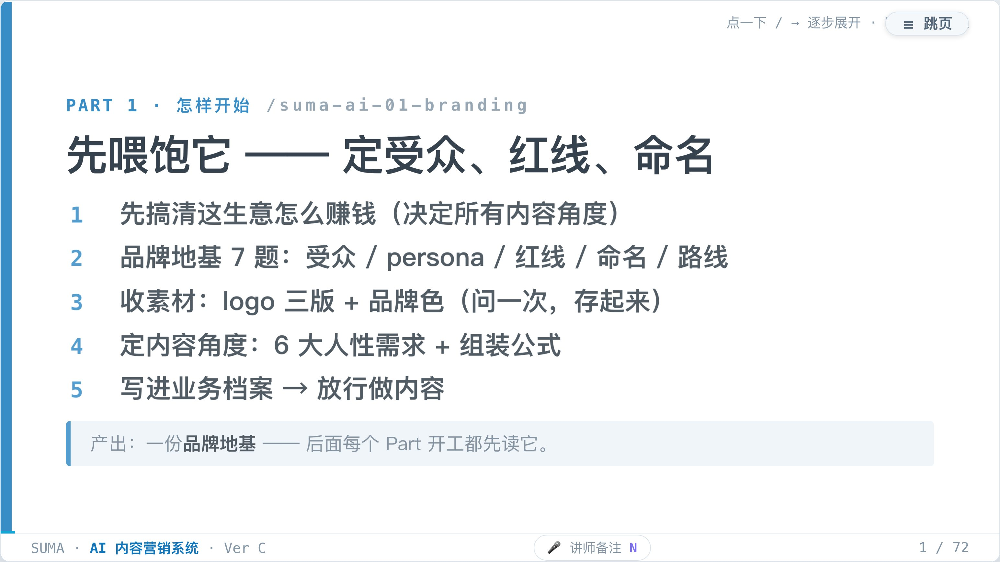 点一下 / → 逐步展开 ·
≡ 跳页
PART 1 · 怎样开始 /suma-ai-01-branding
先喂饱它 —— 定受众、红线、命名
1 先搞清这生意怎么赚钱（决定所有内容角度）
2 品牌地基 7 题：受众 / persona / 红线 / 命名 / 路线
3 收素材：logo 三版 + 品牌色（问一次，存起来）
4 定内容角度：6 大人性需求 + 组装公式
5 写进业务档案 → 放行做内容
产出：一份品牌地基 —— 后面每个 Part 开工都先读它。
SUMA · AI 内容营销系统 · Ver C
🎤 讲师备注 N
1 / 72